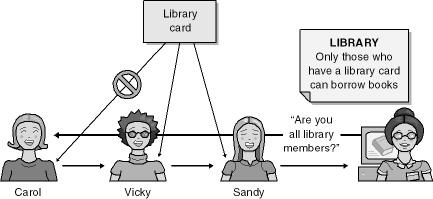 Library
card
LIBRARY
Only those who
have a library card
can borrow books
“Are you
all library
members?”
Carol
Vicky
Sandy